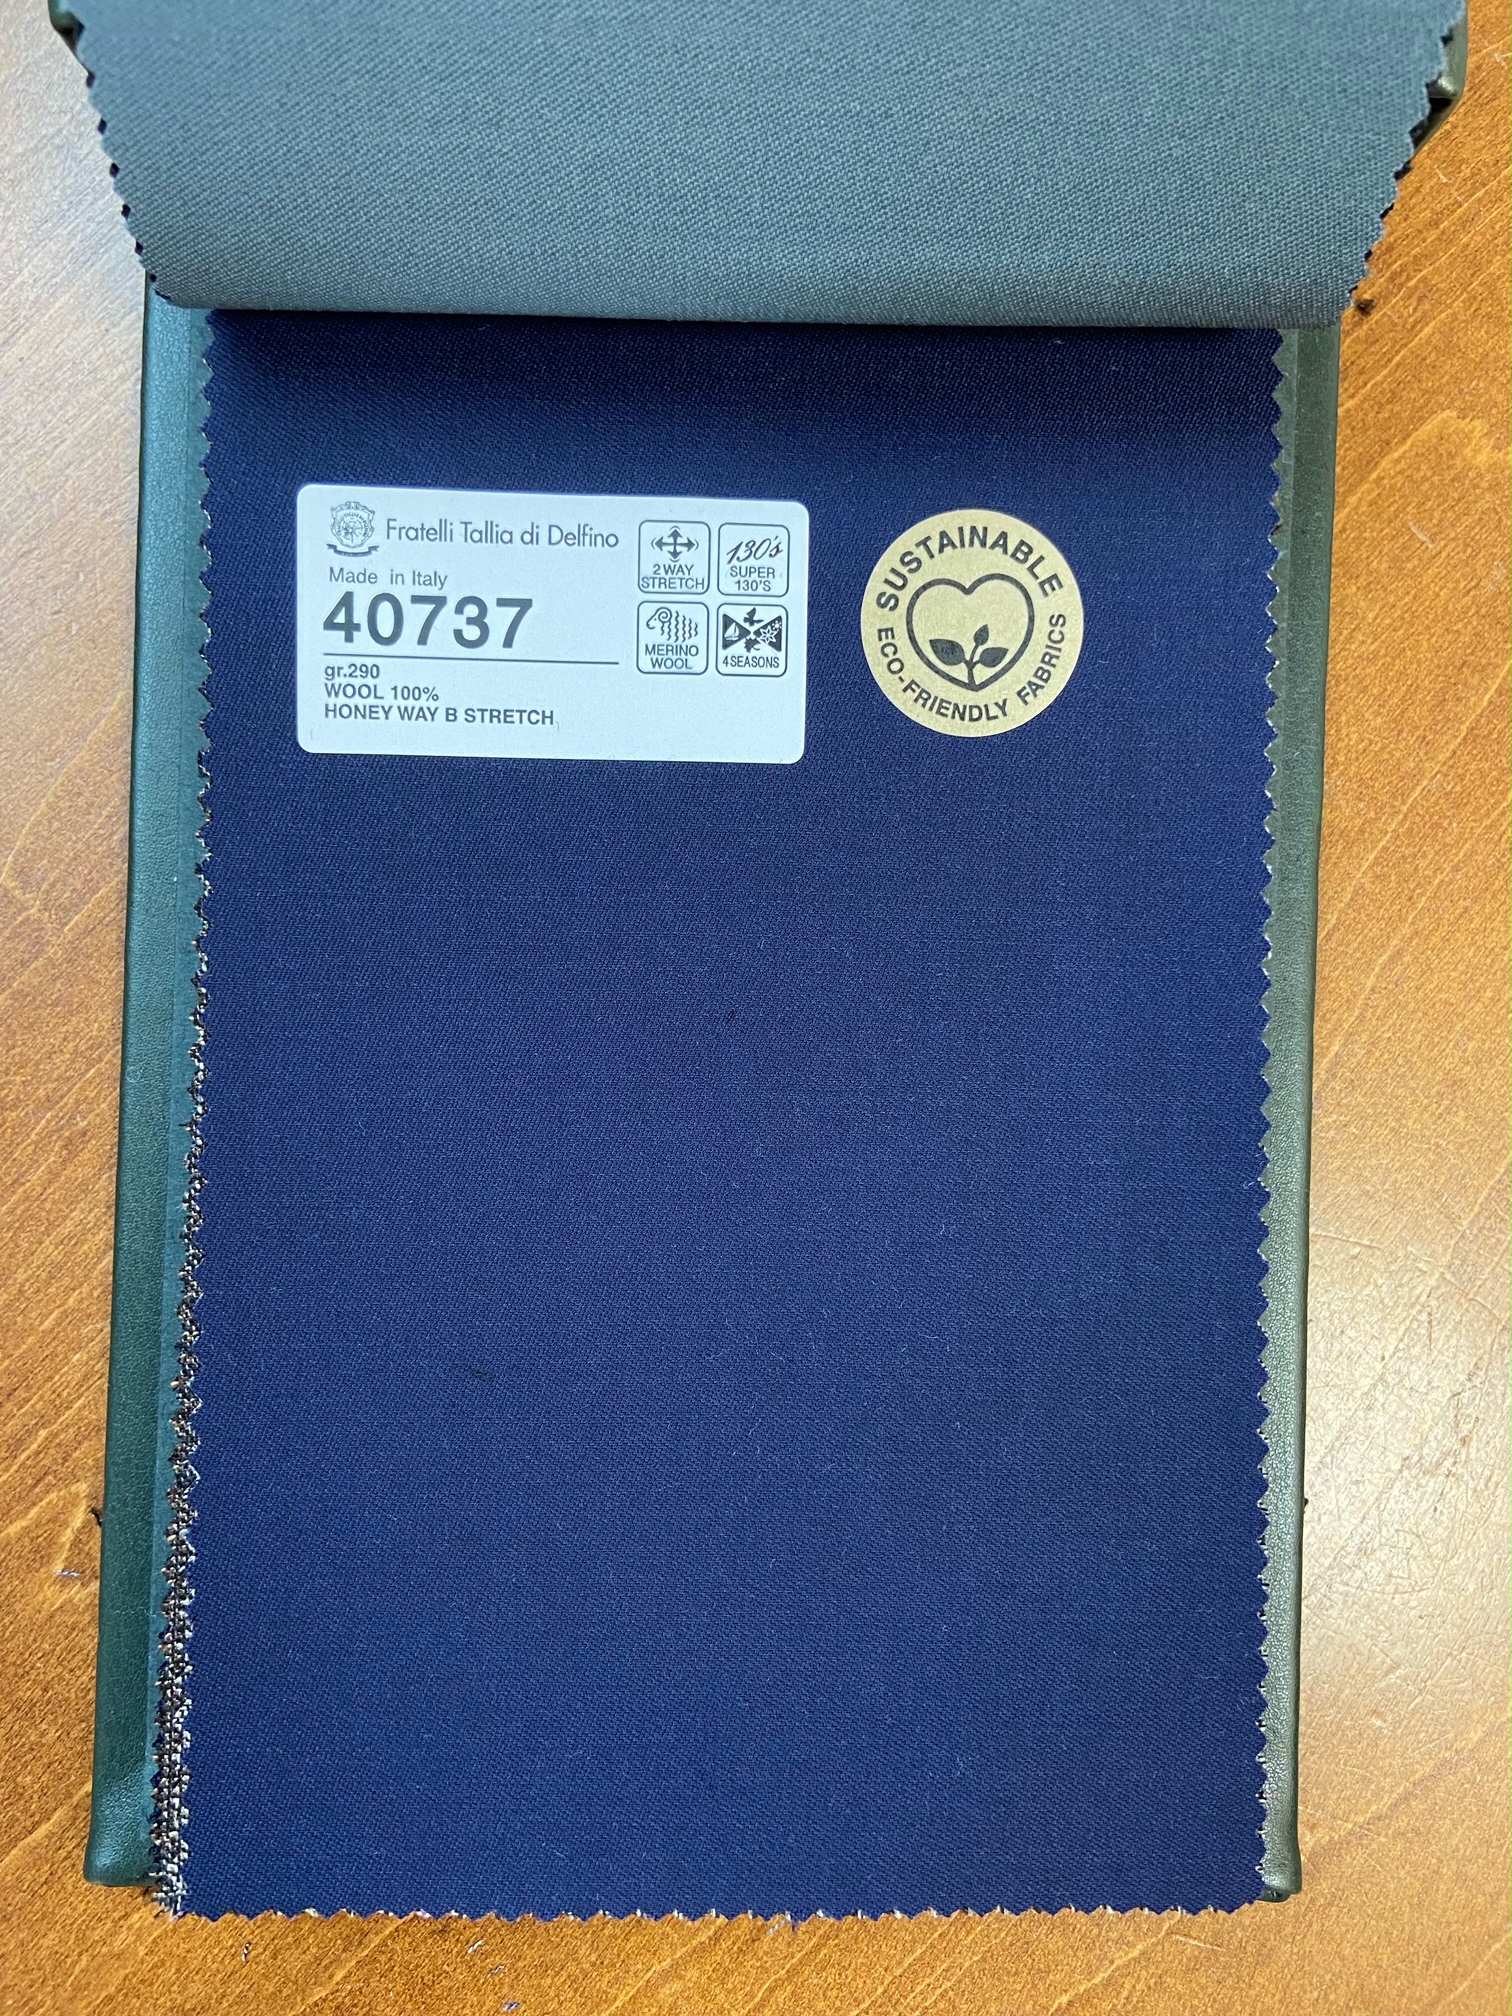 Fratelli Tallia di Delfino
Made in Italy
40737
gr.290
WOOL 100%
HONEY WAY B STRETCH
2 WAY
STRETCH
130's
SUPER
130'S
MERINO
WOOL
4 SEASONS
SUSTAINABLE
ECO-FRIENDLY FABRICS